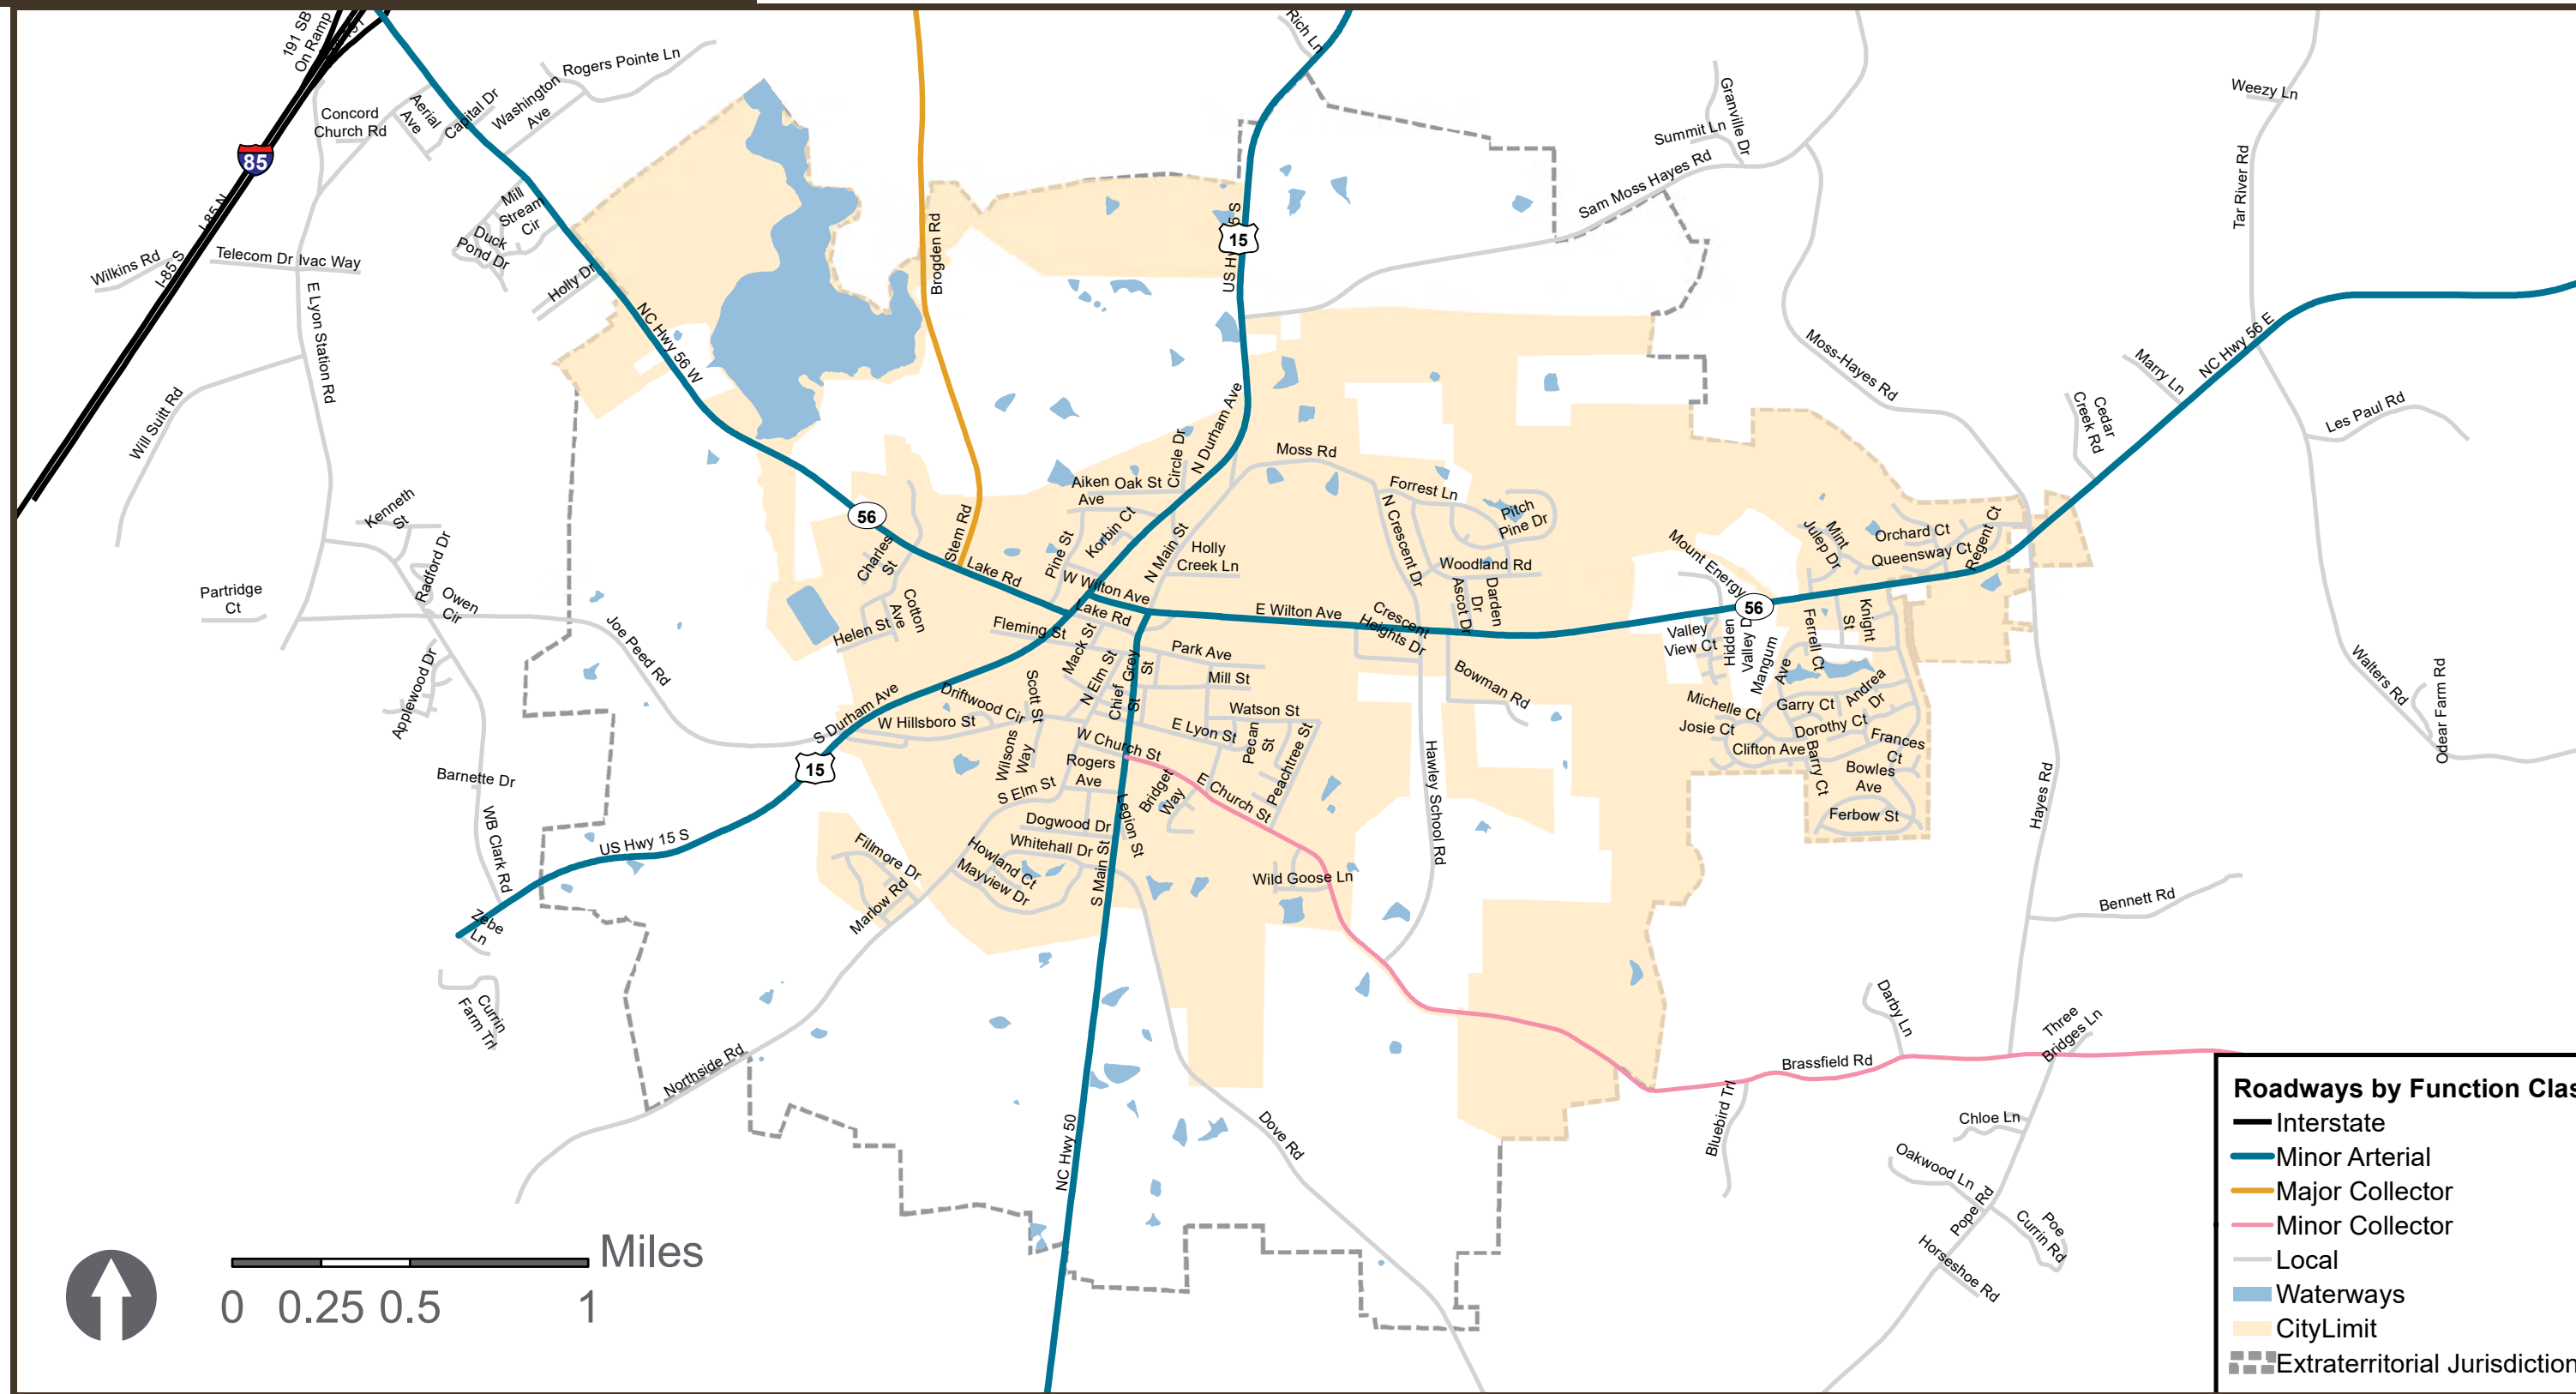 191 SB
On Ramp
Rich Ln
Rogers Pointe Ln
Concord
Church Rd
Aerial
Ave
Capital Dr
Washington
Ave
85
I-85 N
I-85 S
Wilkins Rd
Telecom Dr
Ivac Way
Mill
Stream
Cir
Duck
Pond Dr
Holly Dr
E Lyon Station Rd
NC Hwy 56 W
Will Suitt Rd
Brogden Rd
15
Granville Dr
Summit Ln
Sam Moss Hayes Rd
Weezy Ln
Tar River Rd
Moss-Hayes Rd
NC Hwy 56 E
Marry Ln
Cedar
Creek Rd
Les Paul Rd
N Durham Ave
Circle Dr
Moss Rd
Aiken
Ave
Oak St
Forrest Ln
Pitch
Pine Dr
N Crescent Dr
Kenneth
St
Radford Dr
Owen
Cir
Partridge
Ct
Joe Peed Rd
56
Stem Rd
Lake Rd
Charles
St
Cotton
Ave
Helen St
Pine St
Korbin Ct
N Main St
Holly
Creek Ln
W Wilton Ave
Lake Rd
E Wilton Ave
Crescent
Heights Dr
Woodland Rd
Ascot Dr
Darden
Dr
Mount Energy
56
Mint
Julep Dr
Orchard Ct
Queensway Ct
Regent Ct
Knight
St
Ferrell Ct
Valley
View Ct
Hidden
Mangum
Ave
Michelle Ct
Garry Ct
Andrea
Dr
Josie Ct
Dorothy Ct
Clifton Ave
Frances
Ct
Barry Ct
Bowles
Ave
Ferbow St
Fleming St
Mack St
N Elm St
Chief
St
Grey
St
Park Ave
Mill St
Bowman Rd
Watson St
E Lyon St
Pecan
St
Peachtree St
Scott St
Driftwood Cir
W Hillsboro St
S Durham Ave
15
Wilsons
Way
W Church St
Rogers
Ave
S Elm St
Bridget
Way
E Church St
Legion St
Dogwood Dr
Whitehall Dr
Howland Ct
Mayview Dr
S Main St
Fillmore Dr
Marlow Rd
Wild Goose Ln
Hawley School Rd
Applewood Dr
Barnette Dr
WB Clark Rd
US Hwy 15 S
Zebe
Ln
Currin
Farm Trl
Northside Rd
NC Hwy 50
Dove Rd
Hayes Rd
Walters Rd
Odear Farm Rd
Bennett Rd
Darby Ln
Three
Bridges Ln
Brassfield Rd
Bluebird Trl
Chloe Ln
Oakwood Ln
Pope Rd
Poe
Currin Rd
Horseshoe Rd
Miles
0 0.25 0.5 1
Roadways by Function Clas
Interstate
Minor Arterial
Major Collector
Minor Collector
Local
Waterways
CityLimit
Extraterritorial Jurisdiction